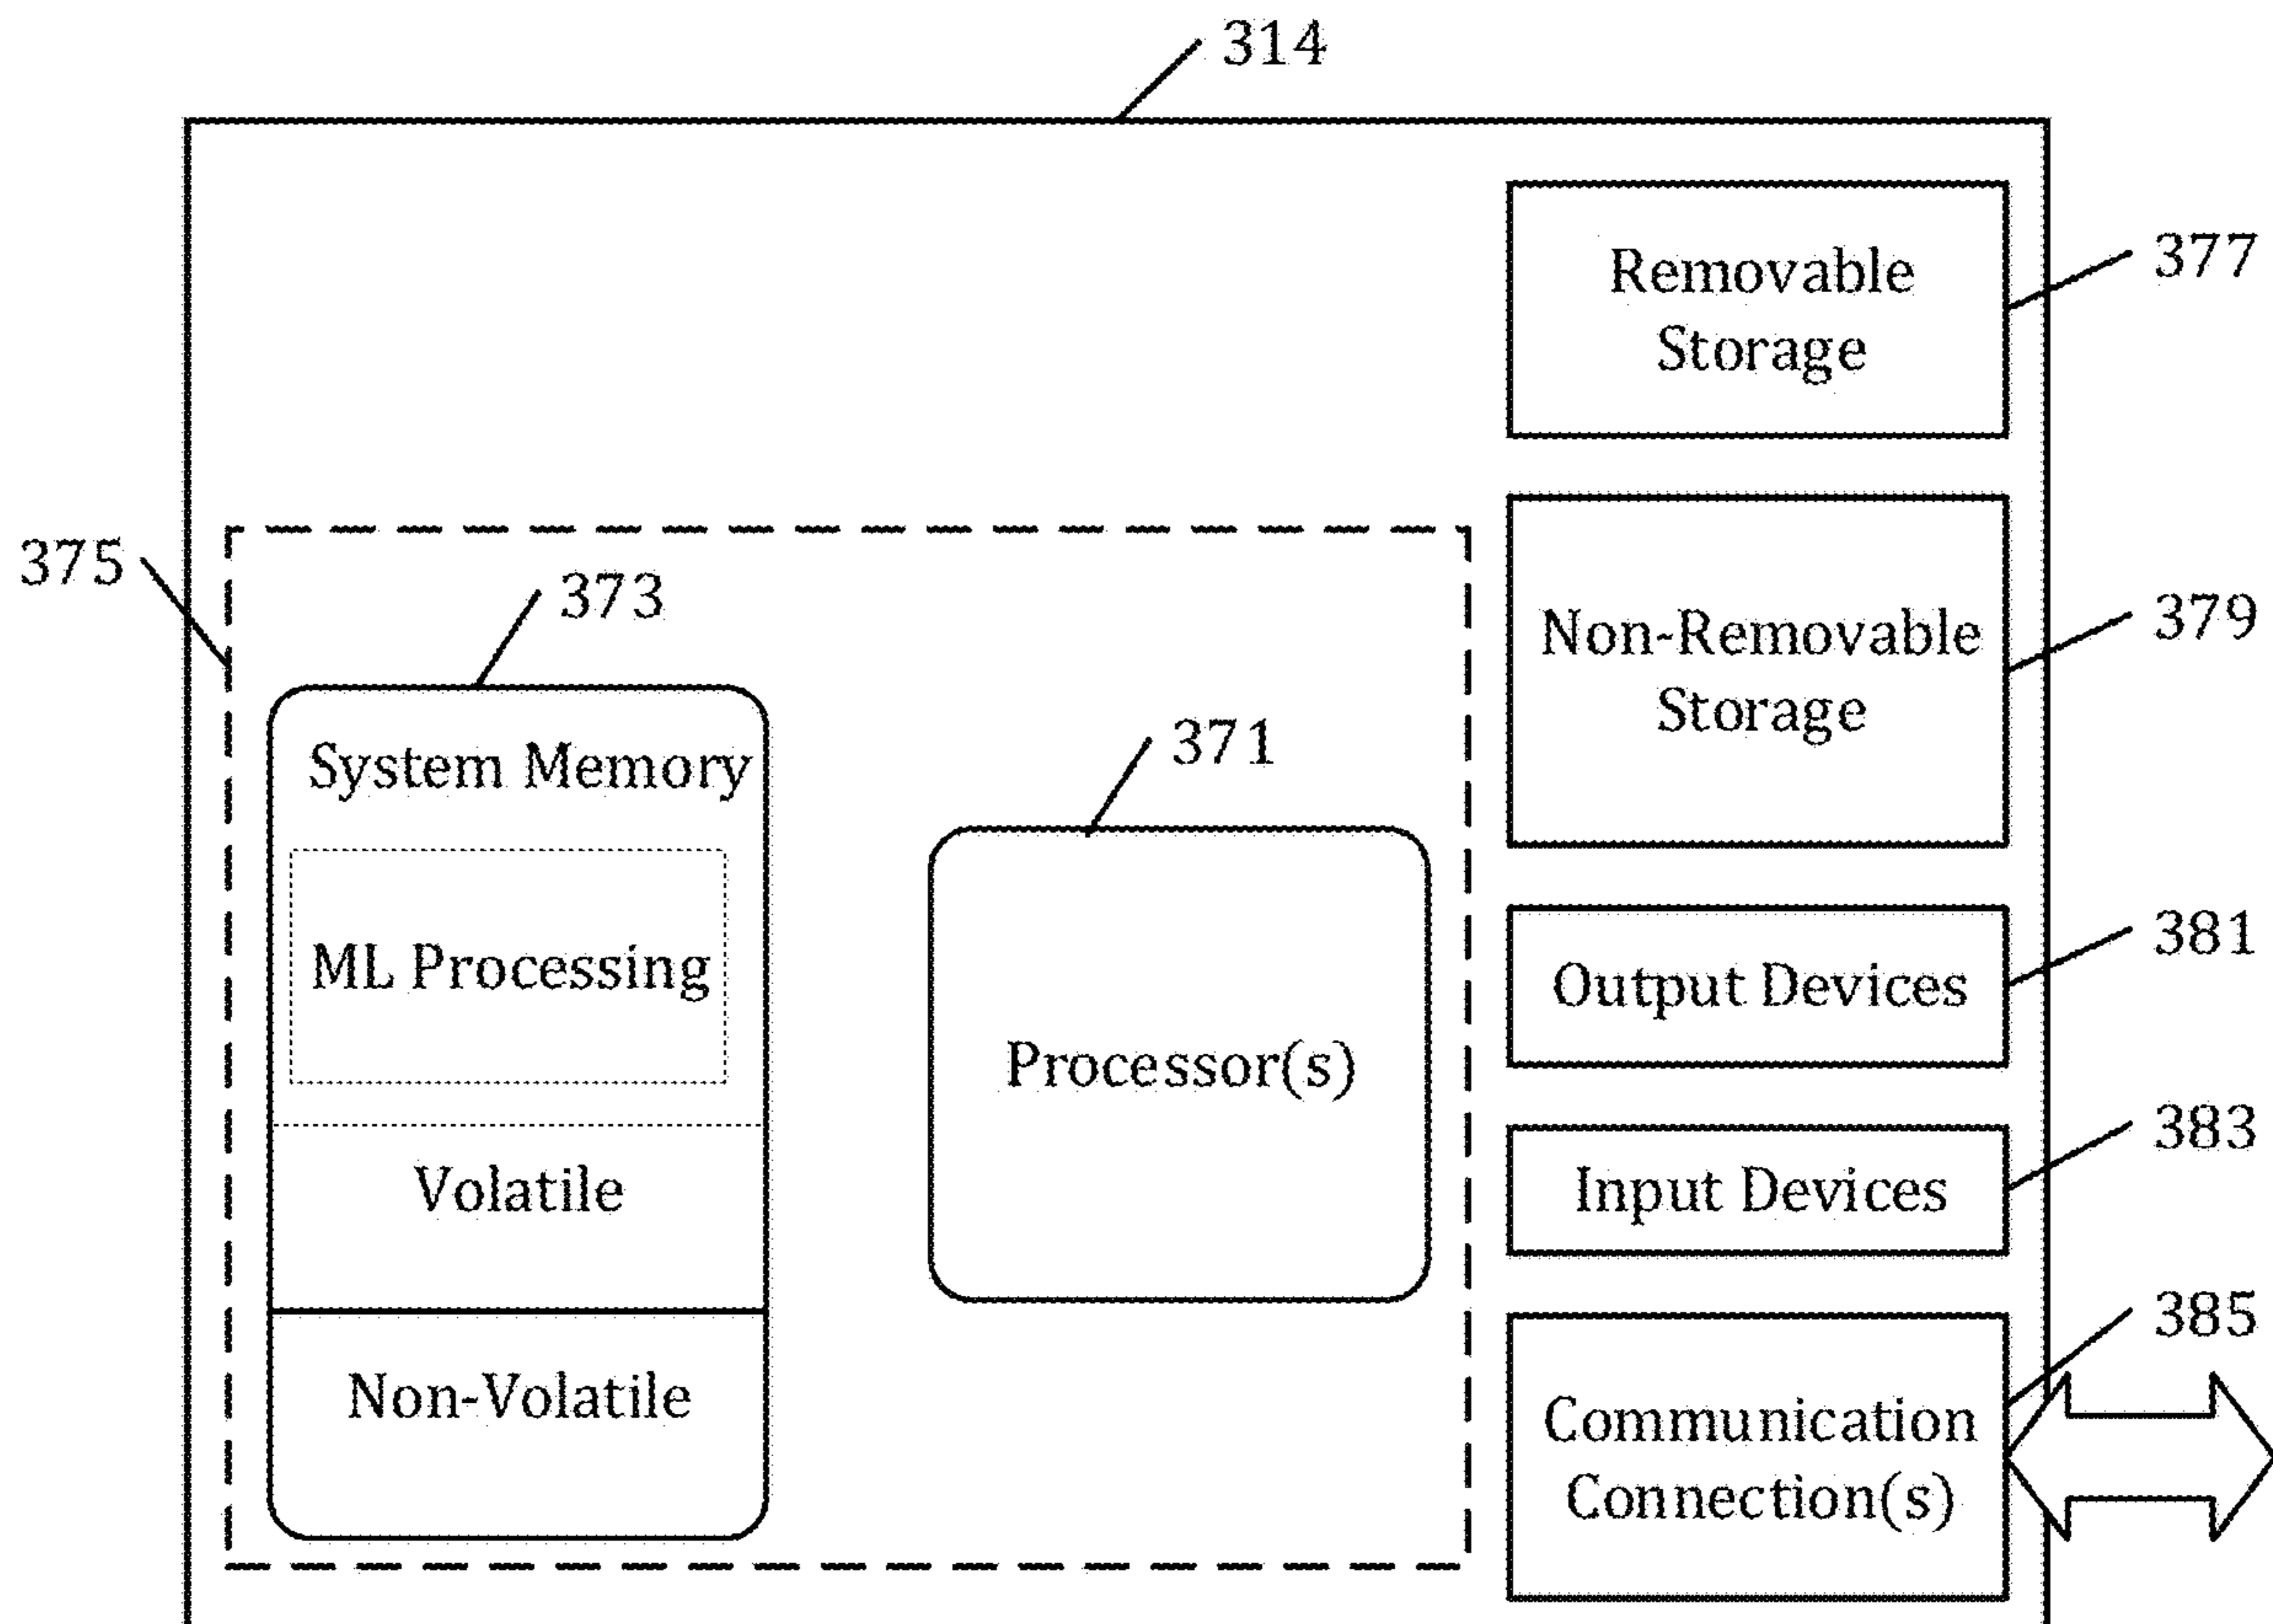 314
Removable
Storage
377
375
373
Non-Removable
Storage
379
System Memory
371
ML Processing
Output Devices
381
Processor(s)
Volatile
Input Devices
383
Non-Volatile
Communication
Connection(s)
385